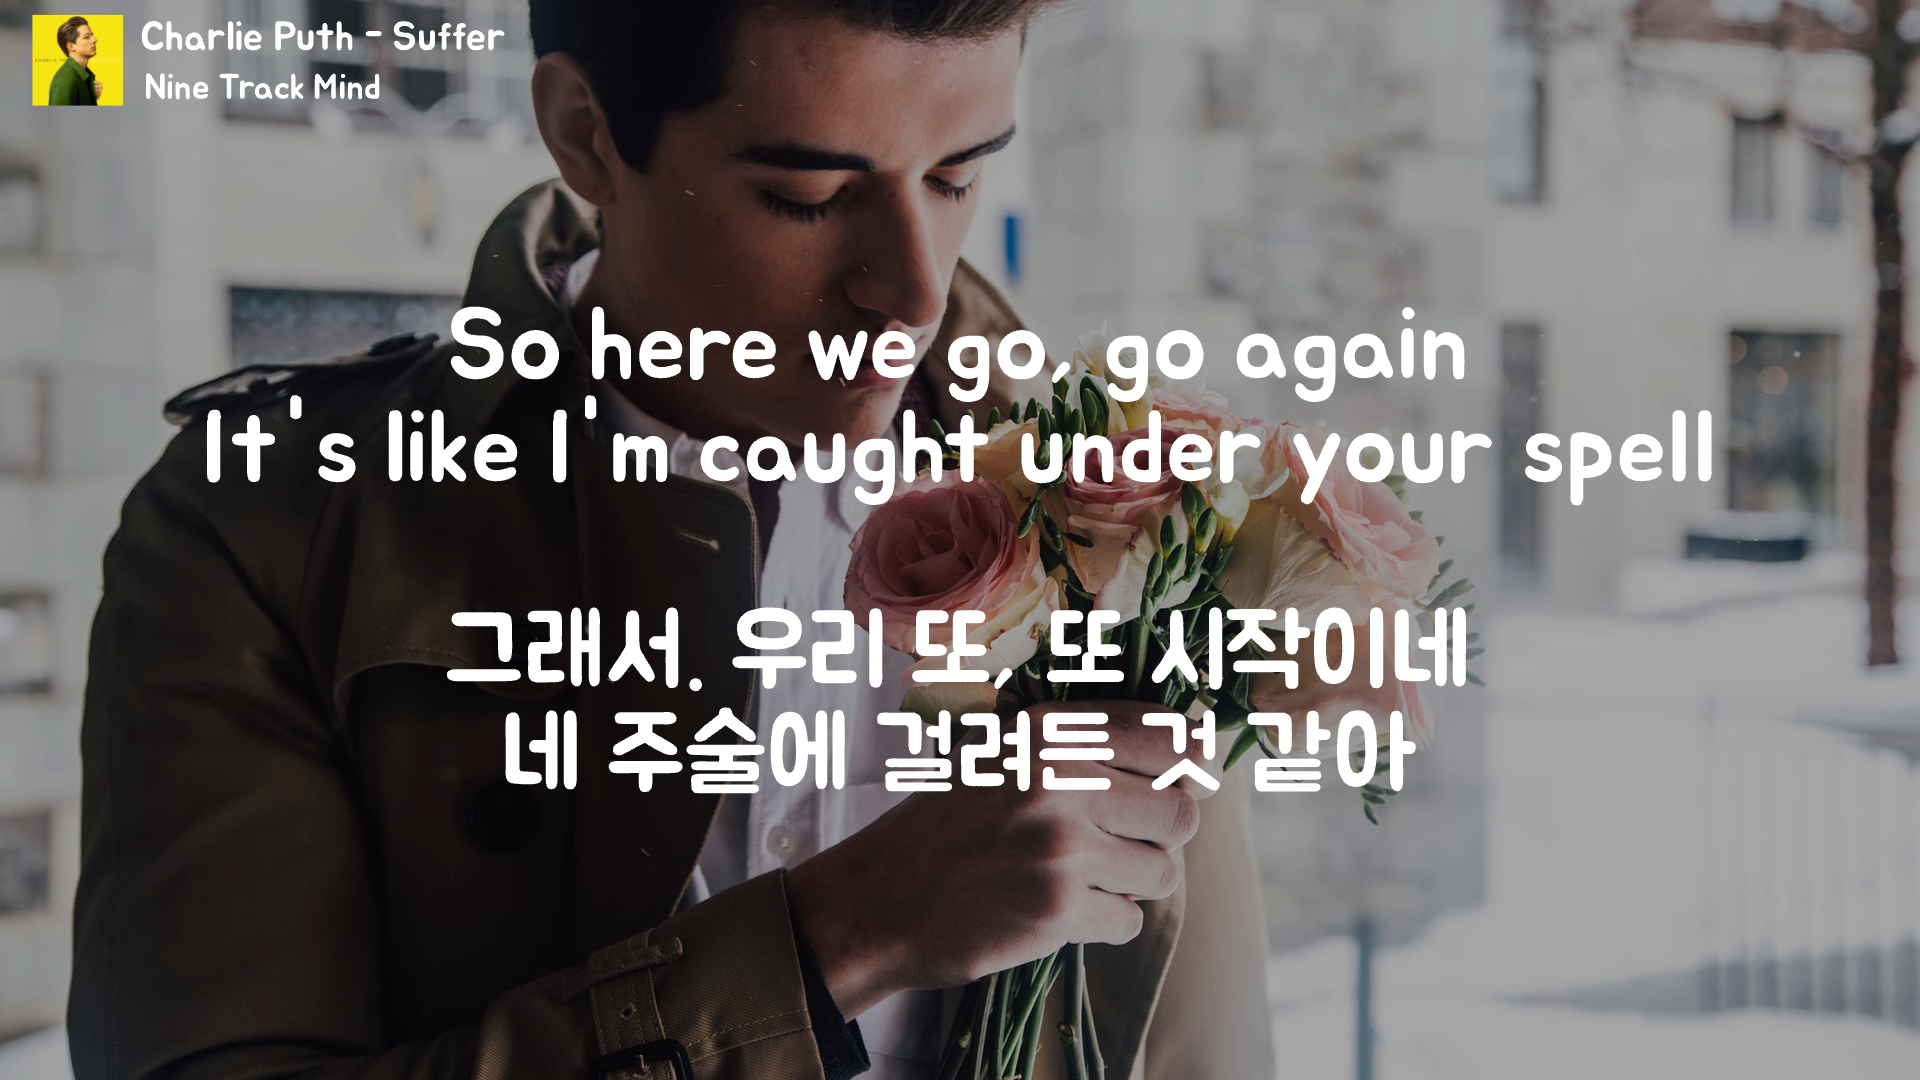 Charlie Puth - Suffer
Nine Track Mind
So here we go, go again
It's like I'm caught under your spell
그래서. 우리 또, 또 시작이네
네 주술에 걸려든 것 같아